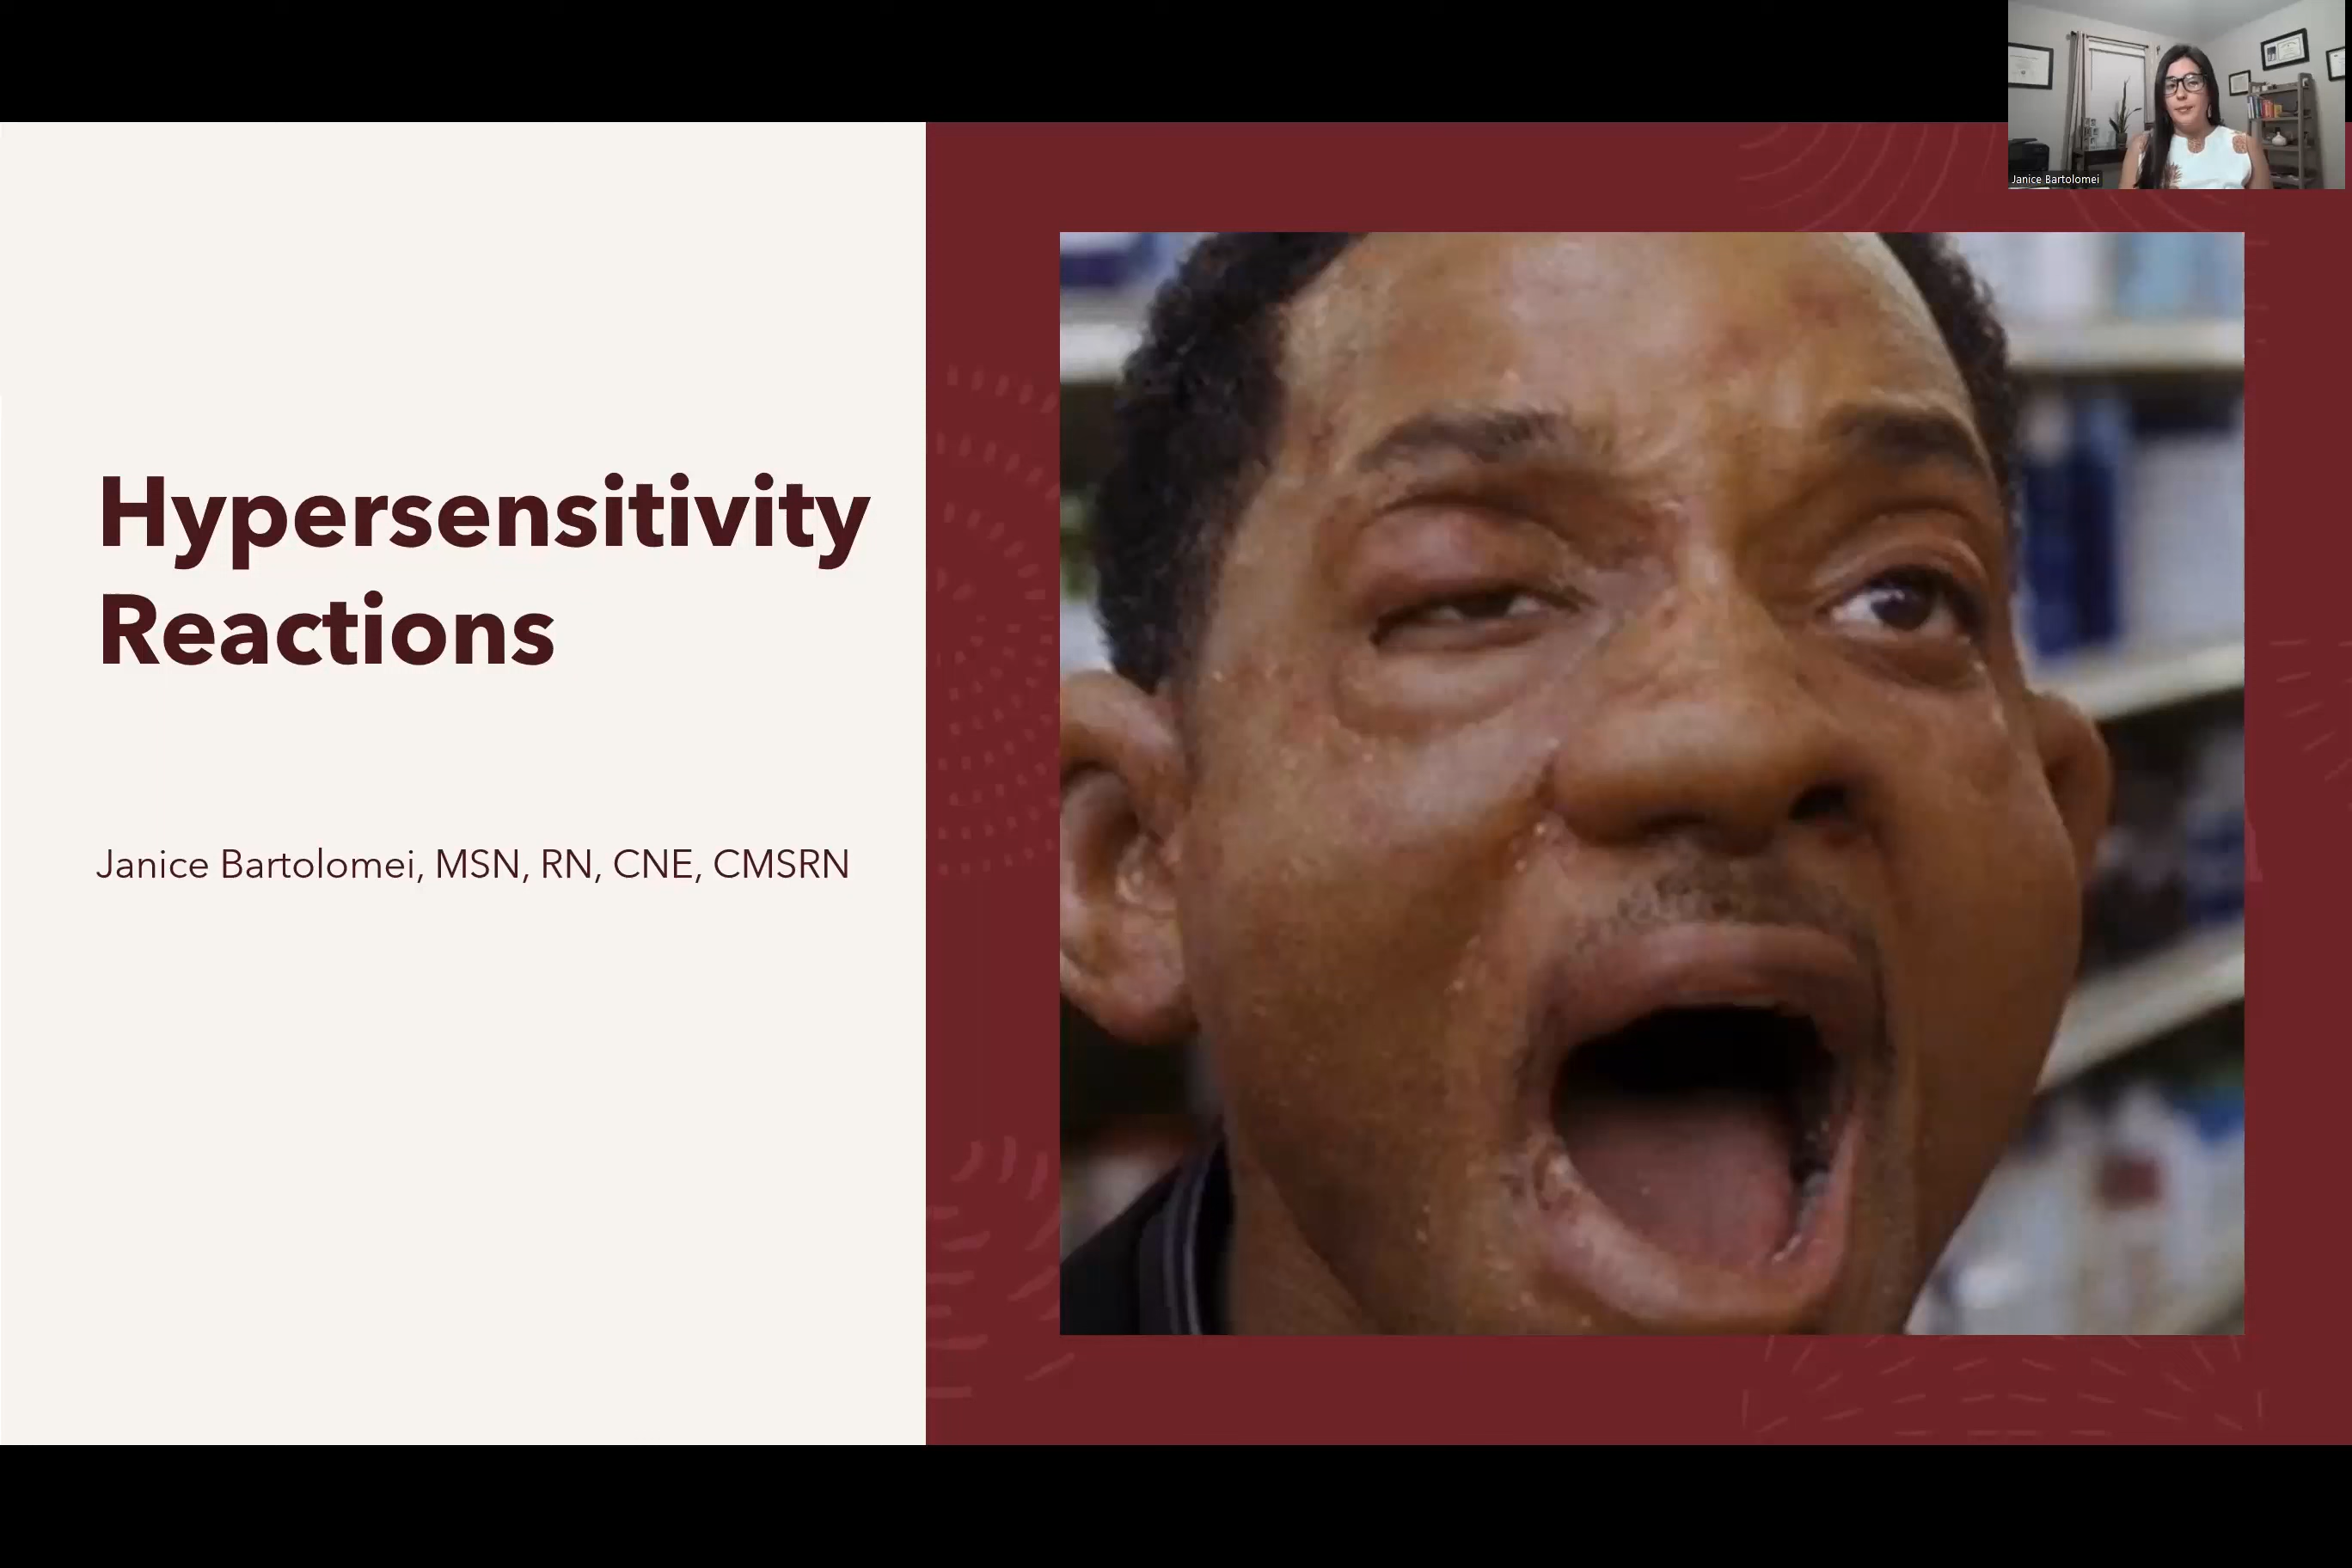 Janice Bartolomei
Hypersensitivity
Reactions
Janice Bartolomei, MSN, RN, CNE, CMSRN